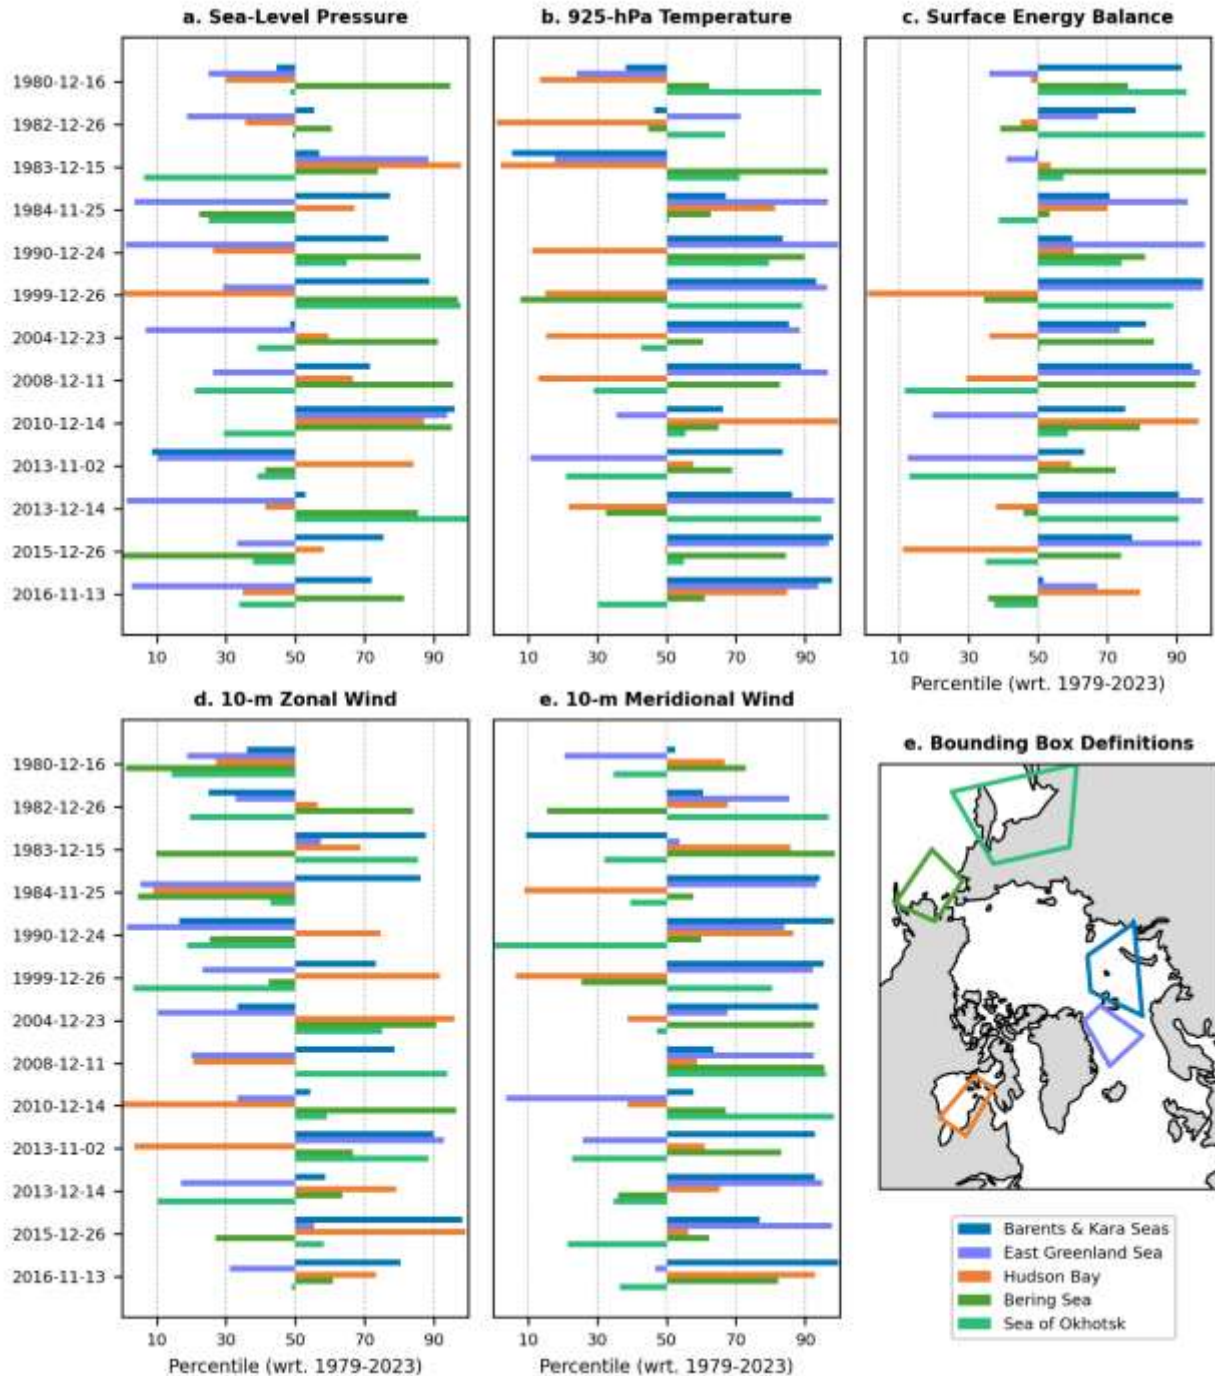 a. Sea-Level Pressure
b. 925-hPa Temperature
c. Surface Energy Balance
1980-12-16
1982-12-26
1983-12-15
1984-11-25
1990-12-24
1999-12-26
2004-12-23
2008-12-11
2010-12-14
2013-11-02
2013-12-14
2015-12-26
2016-11-13
10 30 50 70 90
10 30 50 70 90
10 30 50 70 90
Percentile (wrt. 1979-2023)
d. 10-m Zonal Wind
e. 10-m Meridional Wind
1980-12-16
1982-12-26
1983-12-15
1984-11-25
1990-12-24
1999-12-26
2004-12-23
2008-12-11
2010-12-14
2013-11-02
2013-12-14
2015-12-26
2016-11-13
10 30 50 70 90
10 30 50 70 90
Percentile (wrt. 1979-2023)
Percentile (wrt. 1979-2023)
e. Bounding Box Definitions
Barents & Kara Seas
East Greenland Sea
Hudson Bay
Bering Sea
Sea of Okhotsk